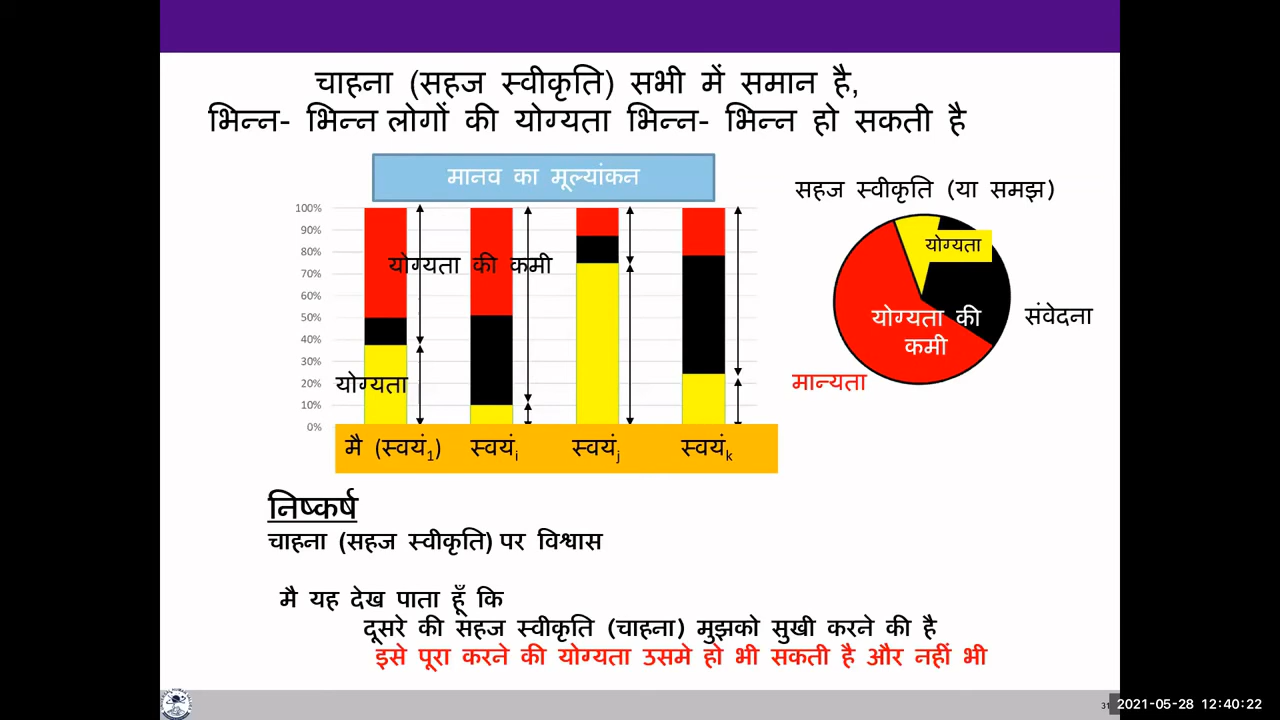 चाहना (सहज स्वीकृति) सभी में समान है,
भिन्न- भिन्न लोगों की योग्यता भिन्न- भिन्न हो सकती है
मानव का मूल्यांकन
100%
90%
80%
70%
60%
50%
40%
30%
20%
10%
0%
योग्यता की कमी
योग्यता
मै (स्वयं1) स्वयंi स्वयंj स्वयंk
सहज स्वीकृति (या समझ)
योग्यता
संवेदना
योग्यता की
कमी
मान्यता
निष्कर्ष
चाहना (सहज स्वीकृति) पर विश्वास
मै यह देख पाता हूँ कि
दूसरे की सहज स्वीकृति (चाहना) मुझको सुखी करने की है
इसे पूरा करने की योग्यता उसमे हो भी सकती है और नहीं भी
2021-05-28 12:40:22